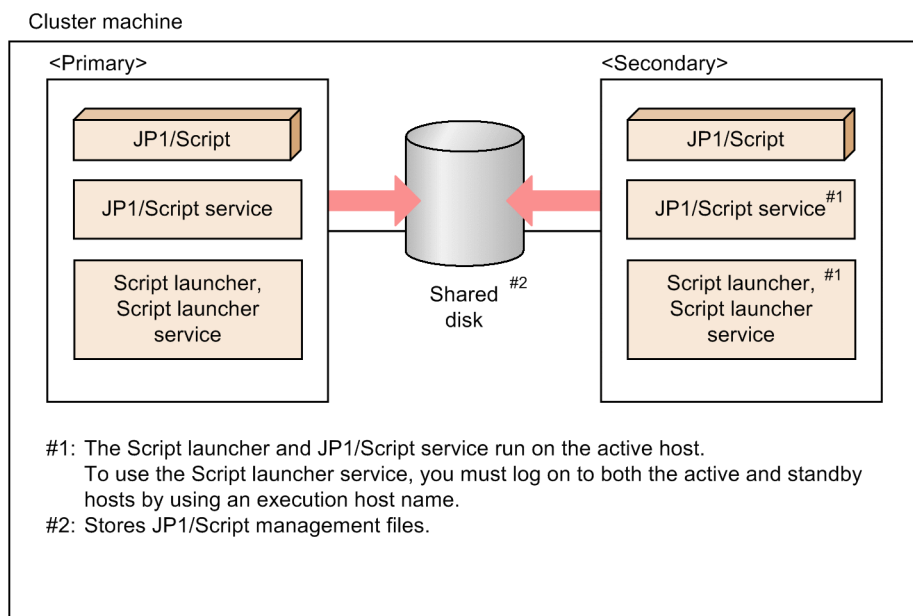 Cluster machine
<Primary>
JP1/Script
JP1/Script service
Script launcher,
Script launcher
service
Shared #2
disk
<Secondary>
JP1/Script
JP1/Script service #1
Script launcher, #1
Script launcher
service
#1: The Script launcher and JP1/Script service run on the active host.
To use the Script launcher service, you must log on to both the active and standby
hosts by using an execution host name.
#2: Stores JP1/Script management files.